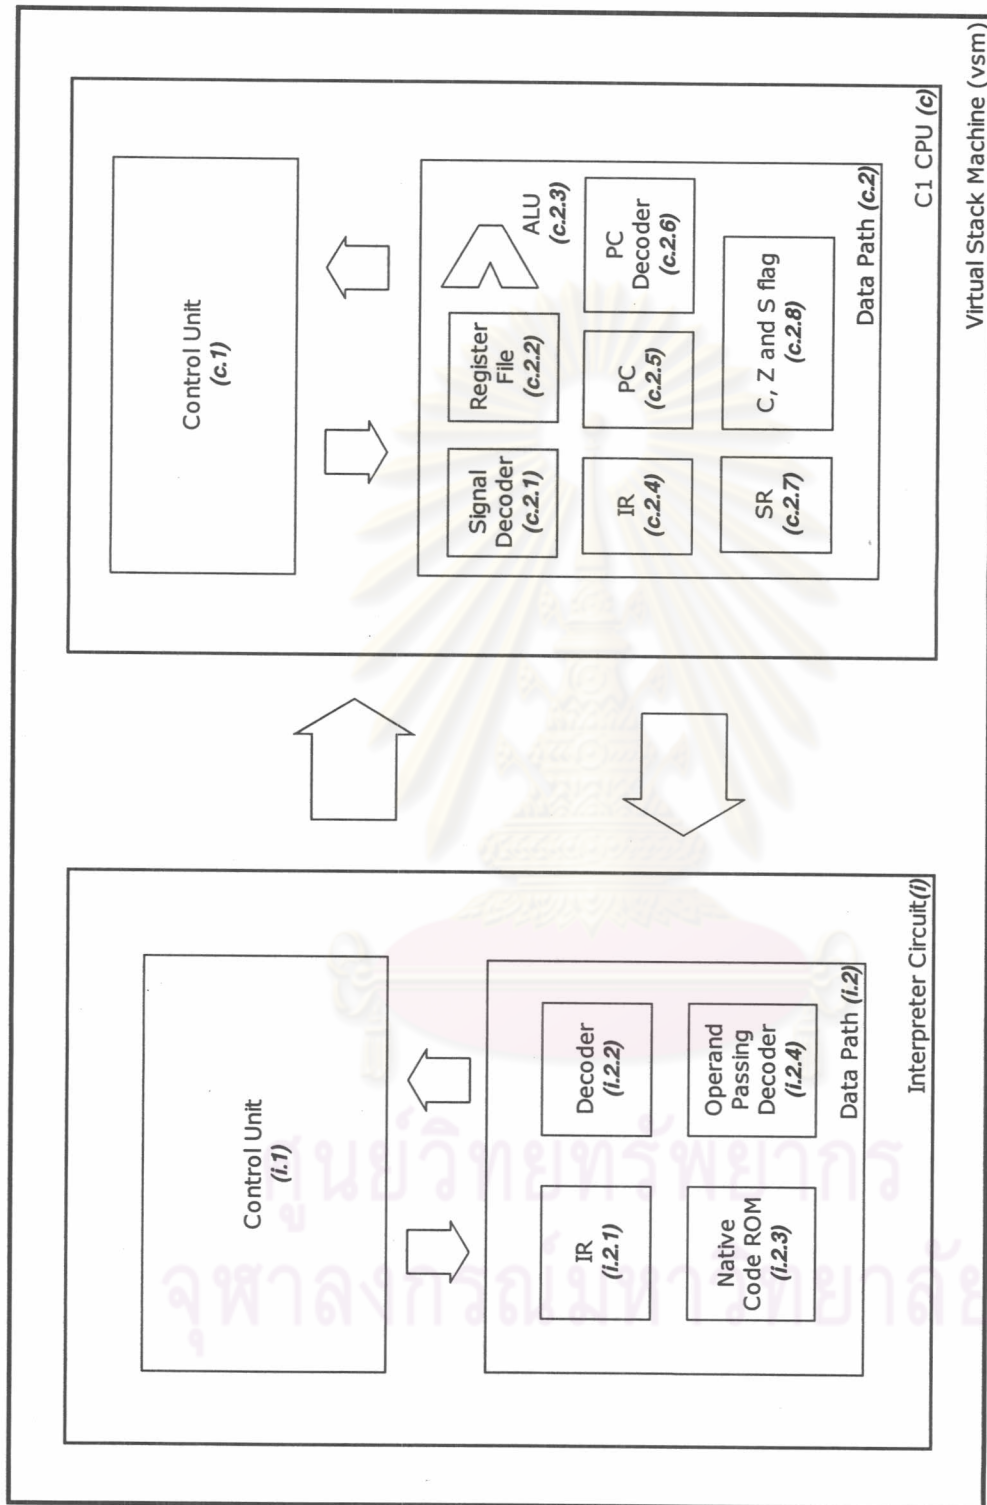 Control Unit
(i.1)
IR
(i.2.1)
Decoder
(i.2.2)
Native
Code ROM
(i.2.3)
Operand
Passing
Decoder
(i.2.4)
Data Path (i.2)
Interpreter Circuit(i)
Control Unit
(c.1)
Signal
Decoder
(c.2.1)
Register
File
(c.2.2)
ALU
(c.2.3)
IR
(c.2.4)
PC
(c.2.5)
PC
Decoder
(c.2.6)
SR
(c.2.7)
C, Z and S flag
(c.2.8)
Data Path (c.2)
C1 CPU (c)
Virtual Stack Machine (vsm)
ศูนย์วิทยทรัพยากร
จุฬาลงกรณ์มหาวิทยาลัย